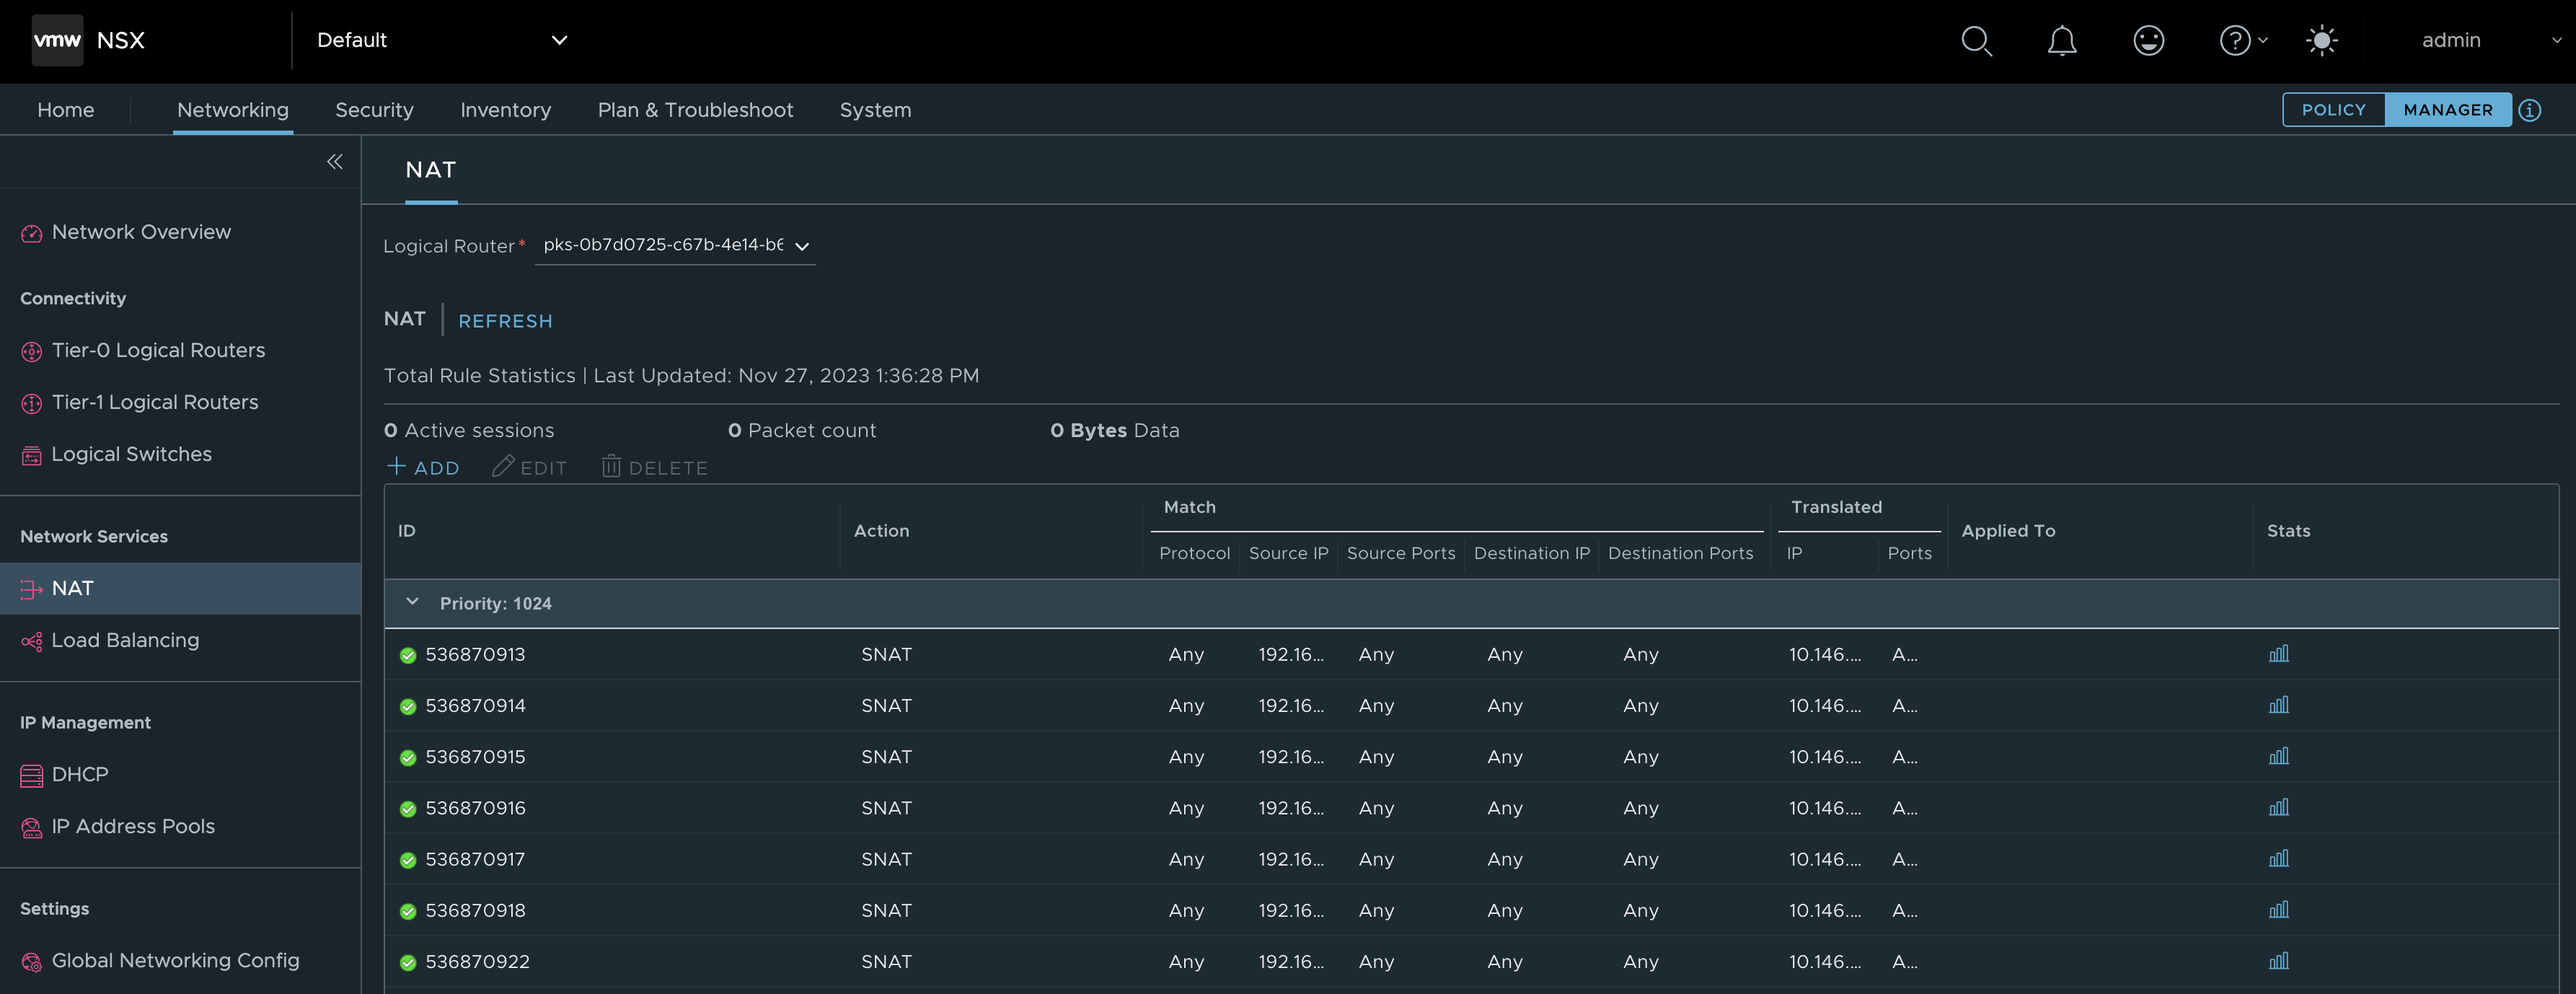 vmw NSX Default admin
Home Networking Security Inventory Plan & Troubleshoot System POLICY MANAGER
NAT
Network Overview
Connectivity
Tier-0 Logical Routers
Tier-1 Logical Routers
Logical Switches
Network Services
NAT
Load Balancing
IP Management
DHCP
IP Address Pools
Settings
Global Networking Config
Logical Router* pks-0b7d0725-c67b-4e14-b6
NAT REFRESH
Total Rule Statistics | Last Updated: Nov 27, 2023 1:36:28 PM
0 Active sessions 0 Packet count 0 Bytes Data
+ ADD EDIT DELETE
ID Action Match Translated Applied To Stats
Protocol Source IP Source Ports Destination IP Destination Ports IP Ports
Priority: 1024
536870913 SNAT Any 192.16... Any Any Any 10.146.... A...
536870914 SNAT Any 192.16... Any Any Any 10.146.... A...
536870915 SNAT Any 192.16... Any Any Any 10.146.... A...
536870916 SNAT Any 192.16... Any Any Any 10.146.... A...
536870917 SNAT Any 192.16... Any Any Any 10.146.... A...
536870918 SNAT Any 192.16... Any Any Any 10.146.... A...
536870922 SNAT Any 192.16... Any Any Any 10.146.... A...